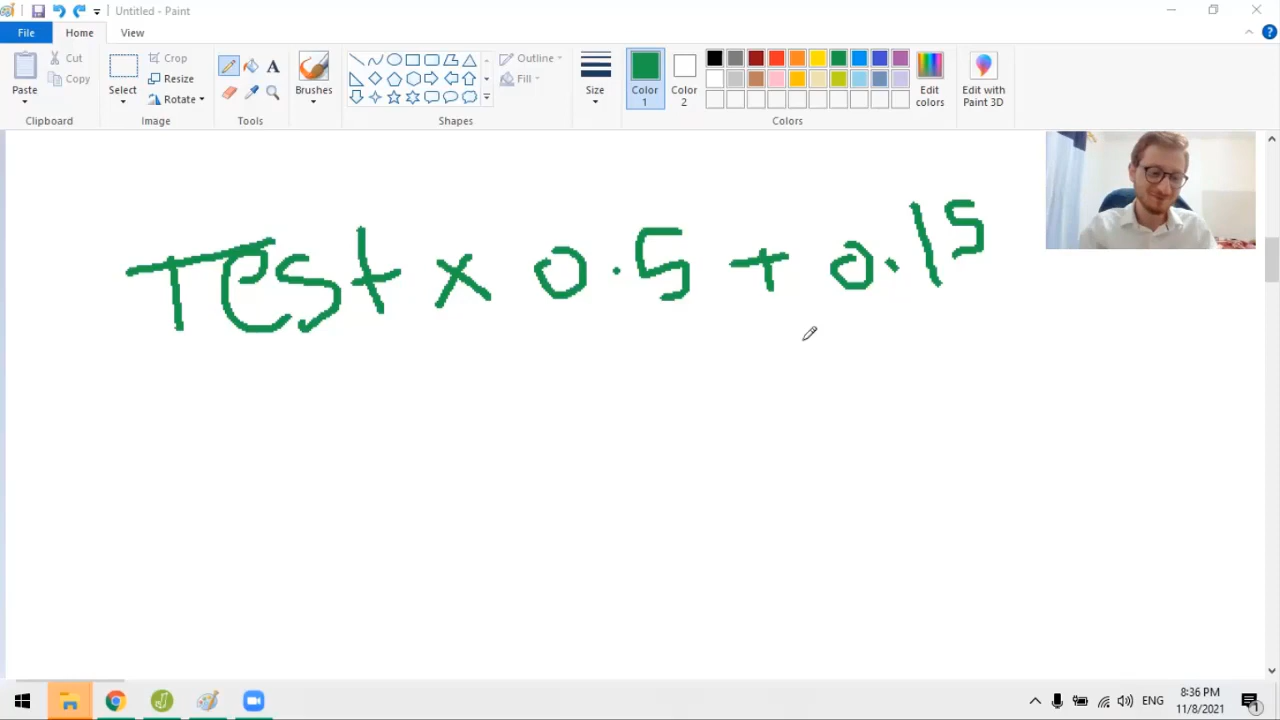 Untitled - Paint
File Home View
Paste Cut Copy Select Crop Resize Rotate Brushes Outline Fill Size Color 1 Color 2 Edit colors Edit with Paint 3D
Clipboard Image Tools Shapes Colors
Test x 0.5 + 0.15
8:36 PM
ENG
11/8/2021